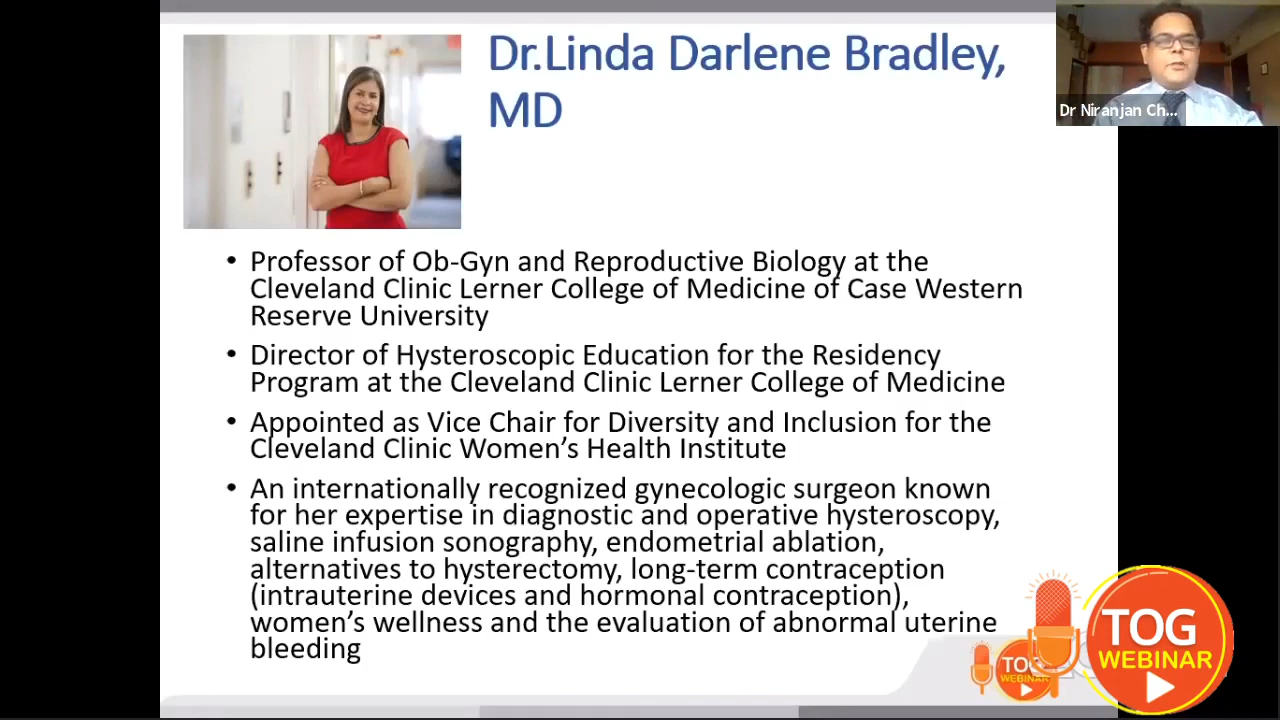 Dr.Linda Darlene Bradley,
MD
Dr Niranjan Ch...
• Professor of Ob-Gyn and Reproductive Biology at the
Cleveland Clinic Lerner College of Medicine of Case Western
Reserve University
• Director of Hysteroscopic Education for the Residency
Program at the Cleveland Clinic Lerner College of Medicine
• Appointed as Vice Chair for Diversity and Inclusion for the
Cleveland Clinic Women’s Health Institute
• An internationally recognized gynecologic surgeon known
for her expertise in diagnostic and operative hysteroscopy,
saline infusion sonography, endometrial ablation,
alternatives to hysterectomy, long-term contraception
(intrauterine devices and hormonal contraception),
women’s wellness and the evaluation of abnormal uterine
bleeding
TOG
WEBINAR
TOG
WEBINAR